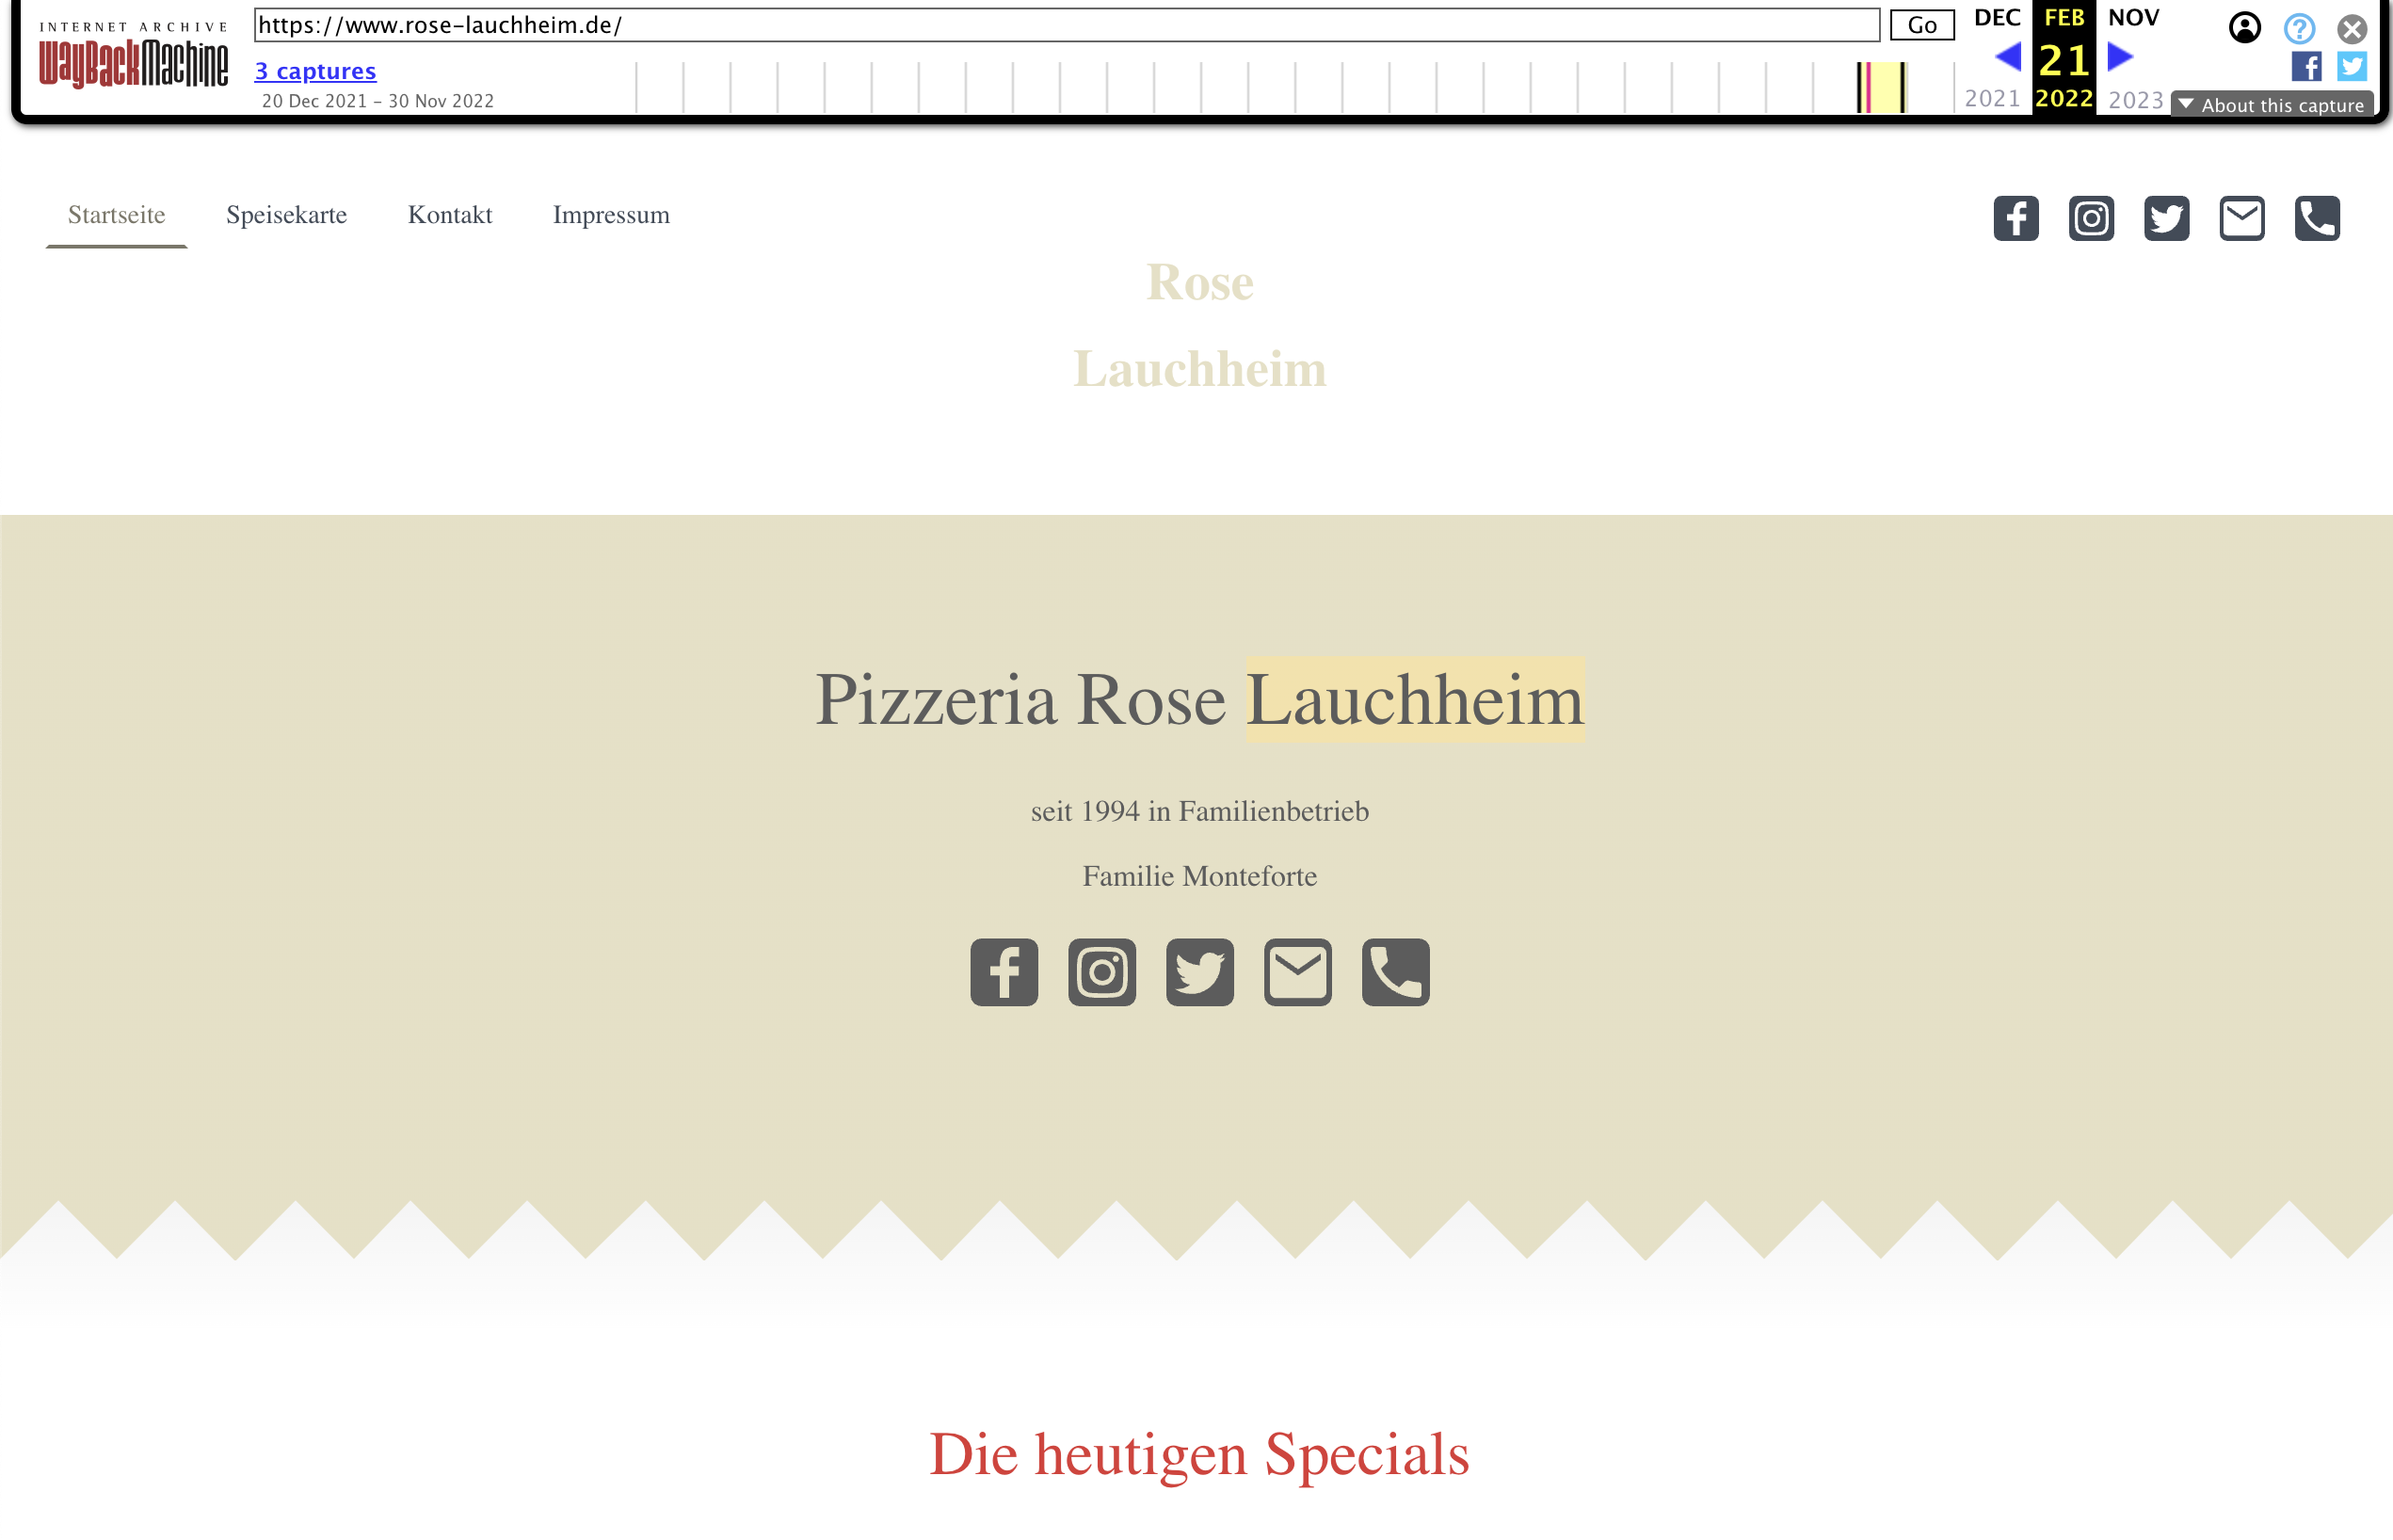 INTERNET ARCHIVE
WayBackMachine
https://www.rose-lauchheim.de/
Go
3 captures
20 Dec 2021 – 30 Nov 2022
DEC FEB NOV
21
2021 2022 2023
About this capture
Startseite Speisekarte Kontakt Impressum
Rose
Lauchheim
Pizzeria Rose Lauchheim
seit 1994 in Familienbetrieb
Familie Monteforte
Die heutigen Specials